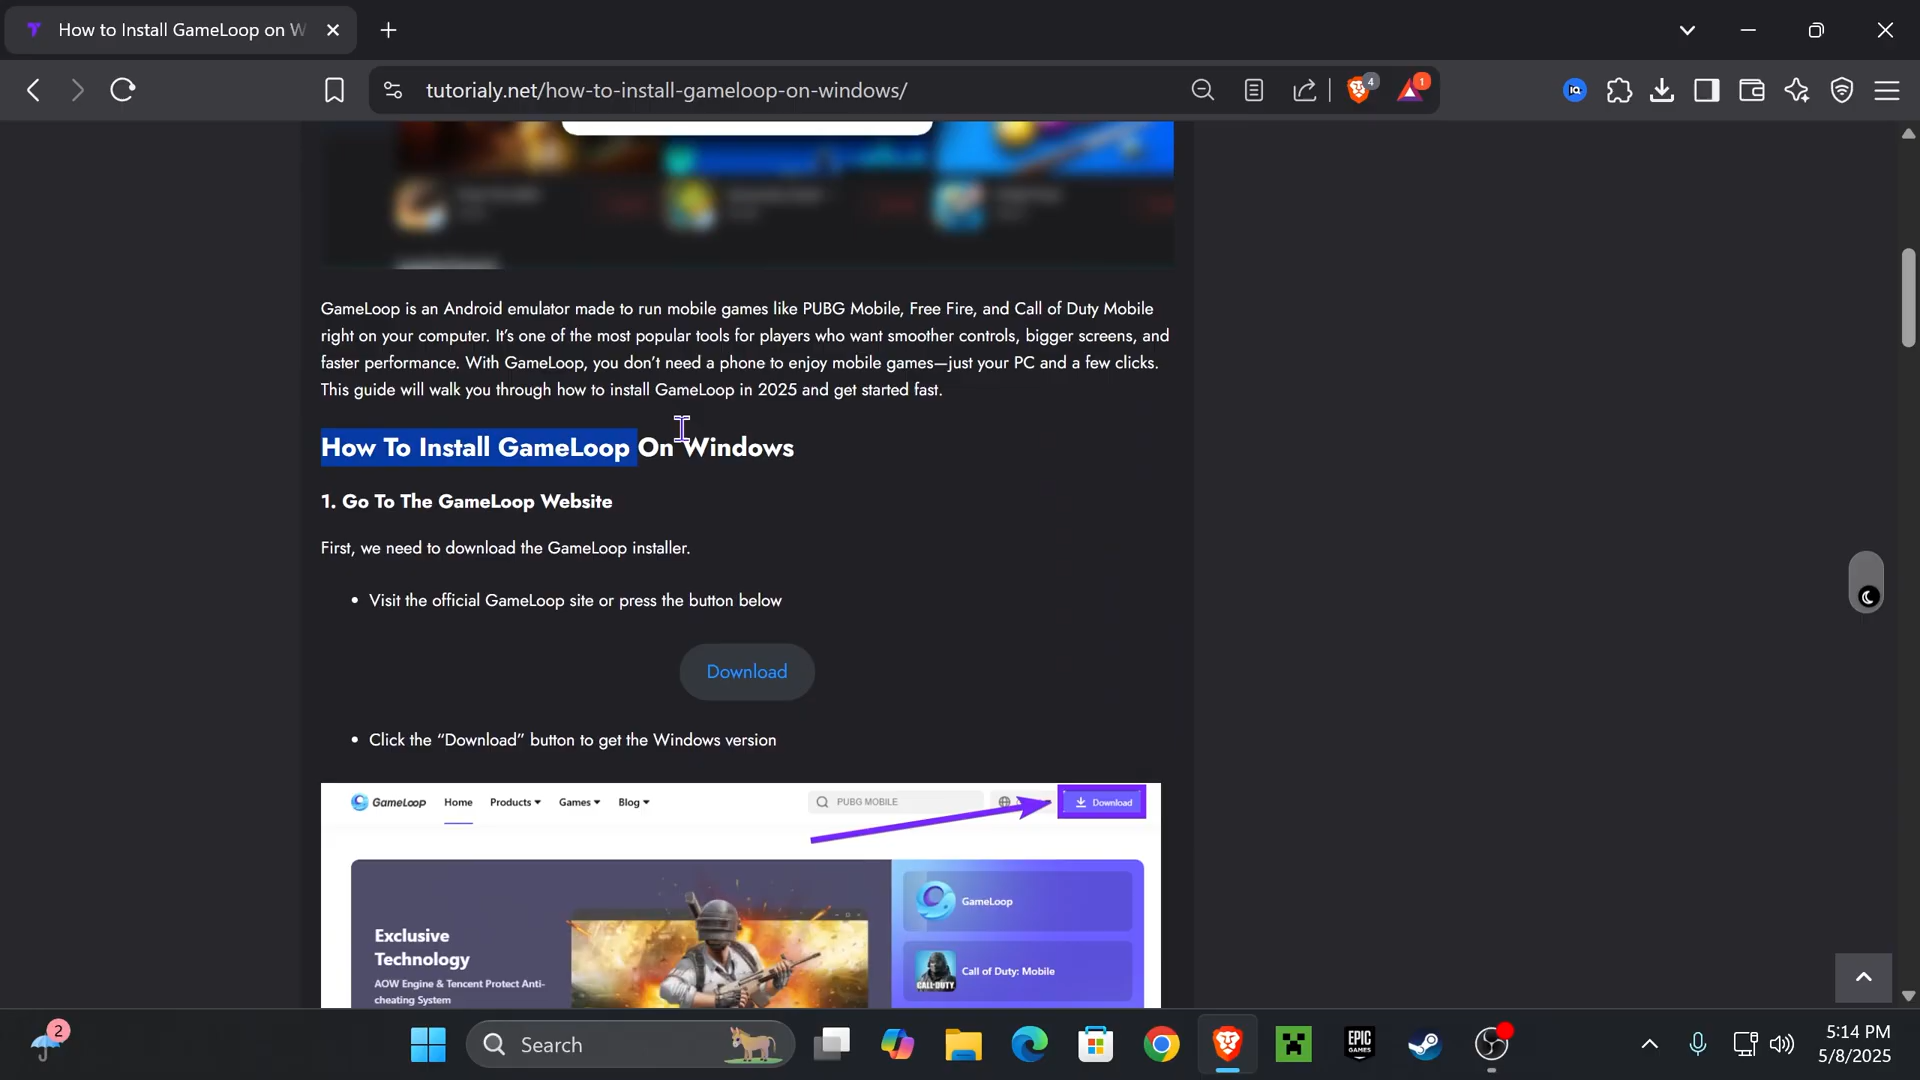 How to Install GameLoop on W
tutorialy.net/how-to-install-gameloop-on-windows/
4
1
GameLoop is an Android emulator made to run mobile games like PUBG Mobile, Free Fire, and Call of Duty Mobile
right on your computer. It’s one of the most popular tools for players who want smoother controls, bigger screens, and
faster performance. With GameLoop, you don’t need a phone to enjoy mobile games—just your PC and a few clicks.
This guide will walk you through how to install GameLoop in 2025 and get started fast.
How To Install GameLoop On Windows
1. Go To The GameLoop Website
First, we need to download the GameLoop installer.
• Visit the official GameLoop site or press the button below
Download
• Click the “Download” button to get the Windows version
GameLoop Home Products Games Blog PUBG MOBILE Download
GameLoop
Exclusive
Technology
Call of Duty: Mobile
CALL·DUTY
AOW Engine & Tencent Protect Anti-
cheating System
2
Search
EPIC
GAMES
5:14 PM
5/8/2025